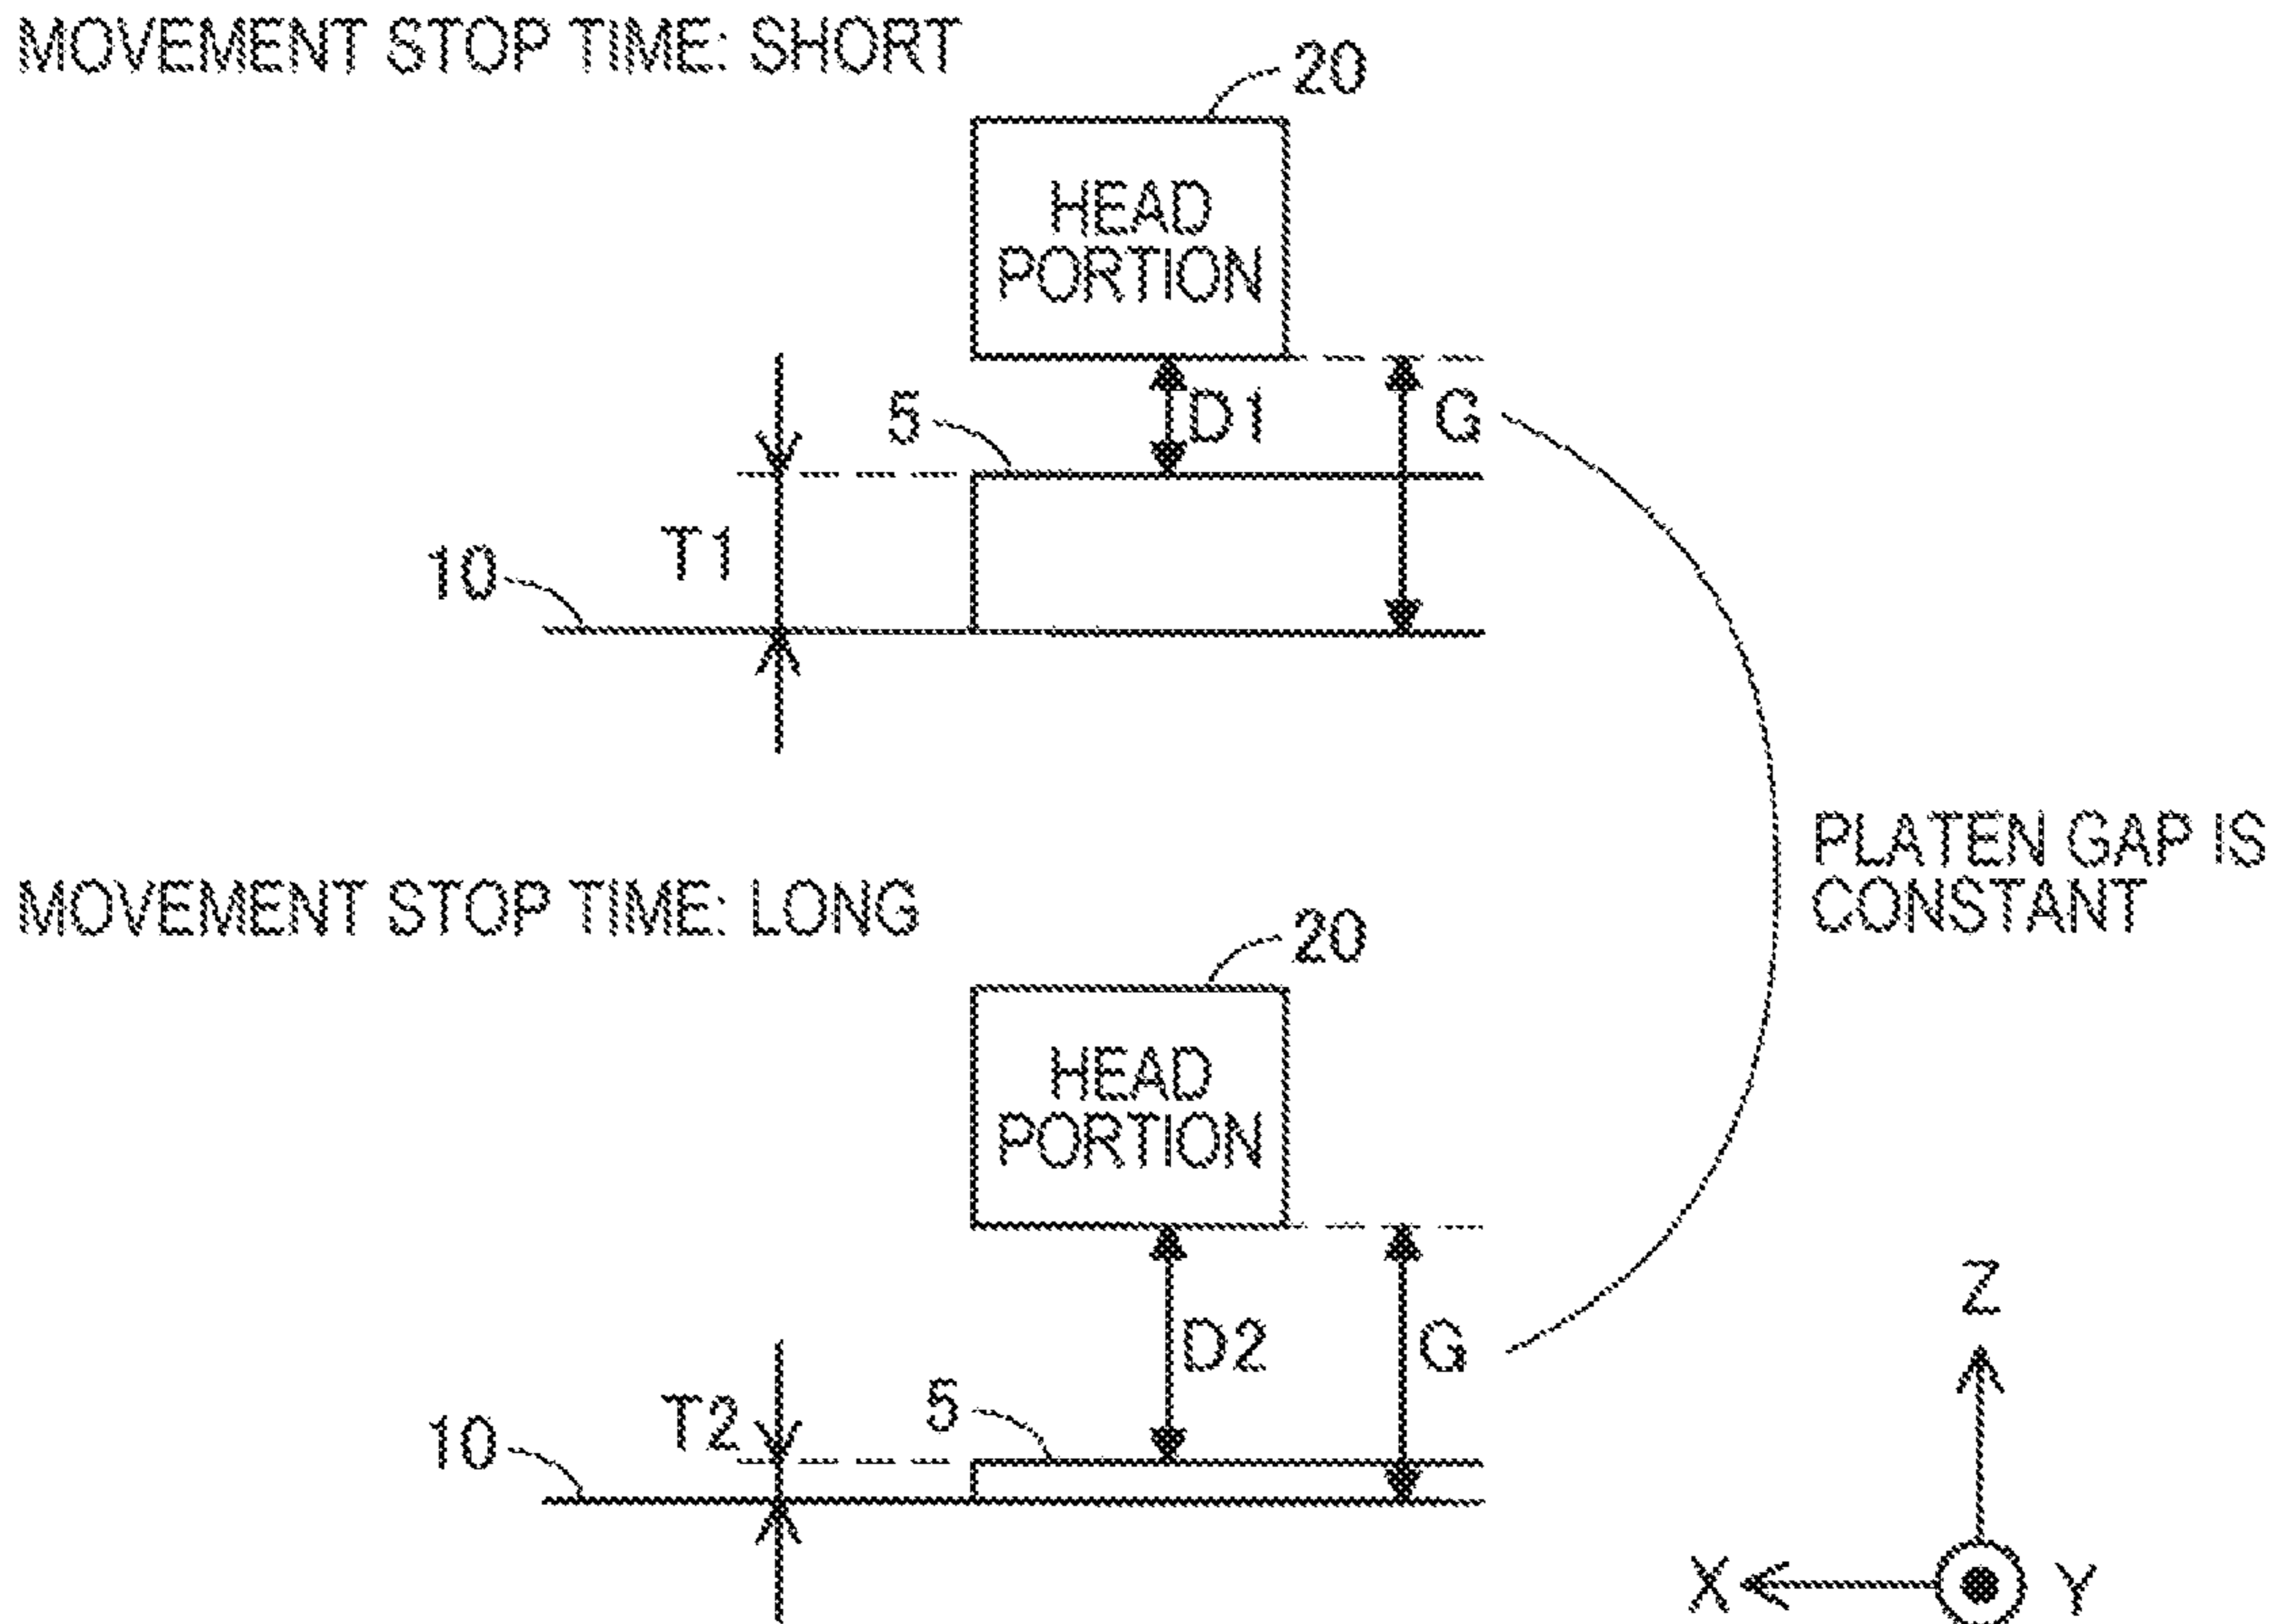 MOVEMENT STOP TIME: SHORT
20
HEAD
PORTION
5
D1
G
T1
10
PLATEN GAP IS
CONSTANT
MOVEMENT STOP TIME: LONG
20
HEAD
PORTION
D2
G
T2
5
10
Z
X
Y